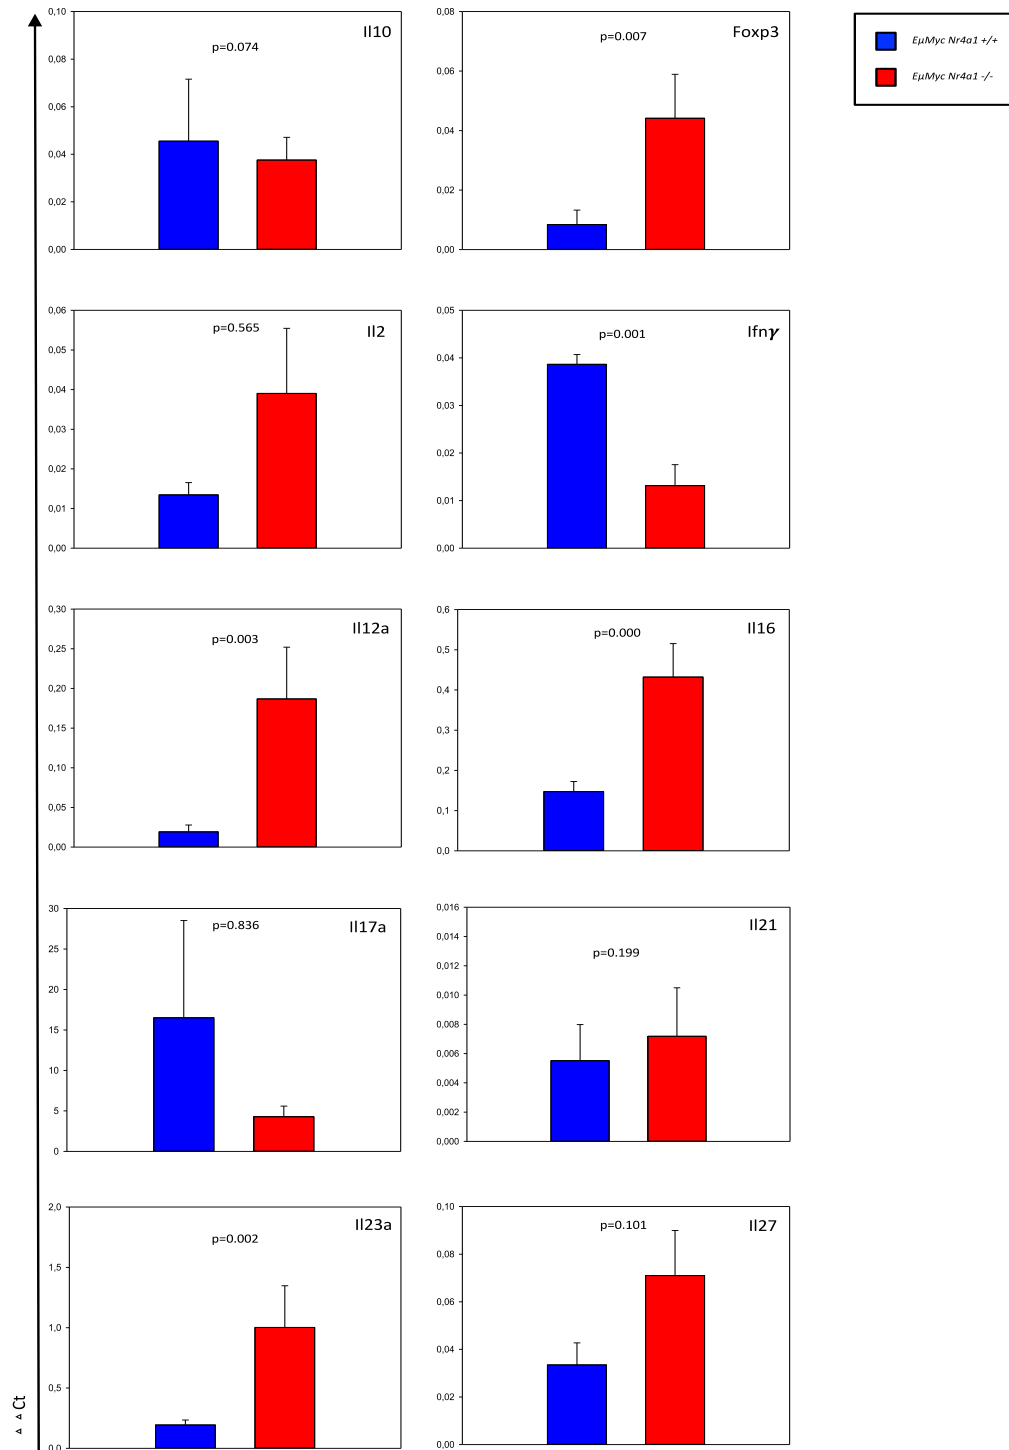 Il10
p=0.074
0,10
0,08
0,06
0,04
0,02
0,00
Foxp3
p=0.007
0,08
0,06
0,04
0,02
0,00
EμMyc Nr4a1 +/+
EμMyc Nr4a1 -/-
Il2
p=0.565
0,06
0,05
0,04
0,03
0,02
0,01
0,00
Ifnγ
p=0.001
0,05
0,04
0,03
0,02
0,01
0,00
Il12a
p=0.003
0,30
0,25
0,20
0,15
0,10
0,05
0,00
Il16
p=0.000
0,6
0,5
0,4
0,3
0,2
0,1
0,0
Il17a
p=0.836
30
25
20
15
10
5
0
Il21
p=0.199
0,016
0,014
0,012
0,010
0,008
0,006
0,004
0,002
0,000
Il23a
p=0.002
2,0
1,5
1,0
0,5
0,0
Il27
p=0.101
0,10
0,08
0,06
0,04
0,02
0,00
▵ ▵ Ct